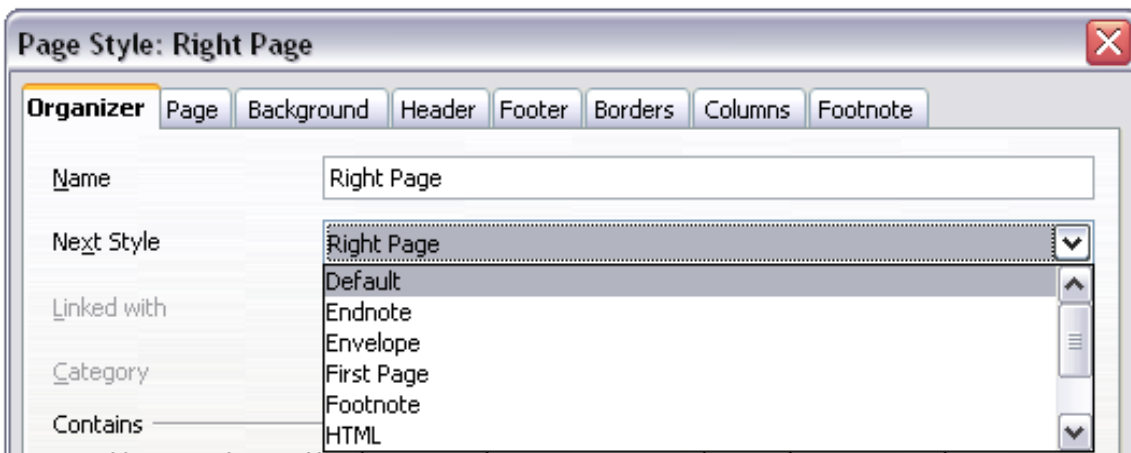 Page Style: Right Page
Organizer Page Background Header Footer Borders Columns Footnote
Name Right Page
Next Style Right Page
Default
Linked with
Endnote
Envelope
Category
First Page
Footnote
Contains
HTML